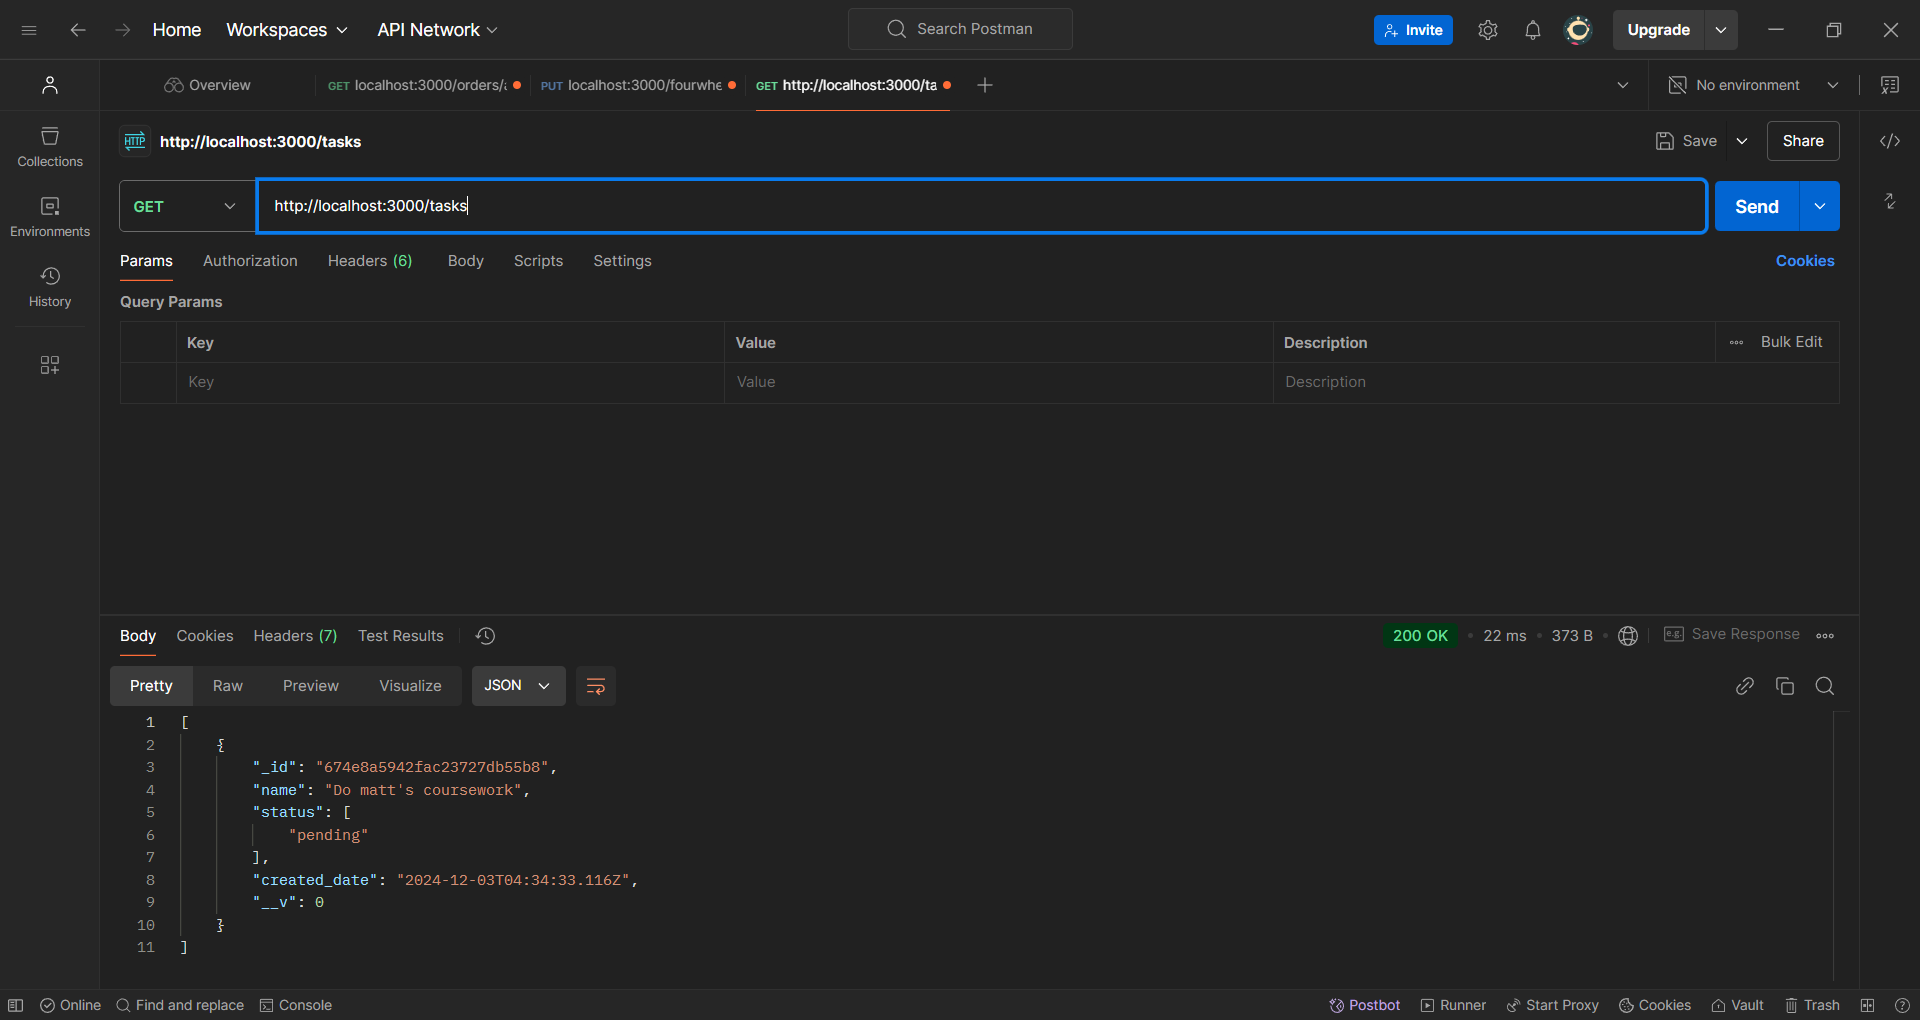 Home Workspaces API Network Search Postman Invite Upgrade
Overview GET localhost:3000/orders/ PUT localhost:3000/fourwhe GET http://localhost:3000/ta No environment
HTTP http://localhost:3000/tasks Save Share
Collections
Environments
History
GET http://localhost:3000/tasks Send
Params Authorization Headers (6) Body Scripts Settings Cookies
Query Params
Key Value Description Bulk Edit
Key Value Description
Body Cookies Headers (7) Test Results 200 OK 22 ms 373 B e.g. Save Response
Pretty Raw Preview Visualize JSON
1 [
2 {
3 "_id": "674e8a5942fac23727db55b8",
4 "name": "Do matt's coursework",
5 "status": [
6 "pending"
7 ],
8 "created_date": "2024-12-03T04:34:33.116Z",
9 "__v": 0
10 }
11 ]
Online Find and replace Console Postbot Runner Start Proxy Cookies Vault Trash